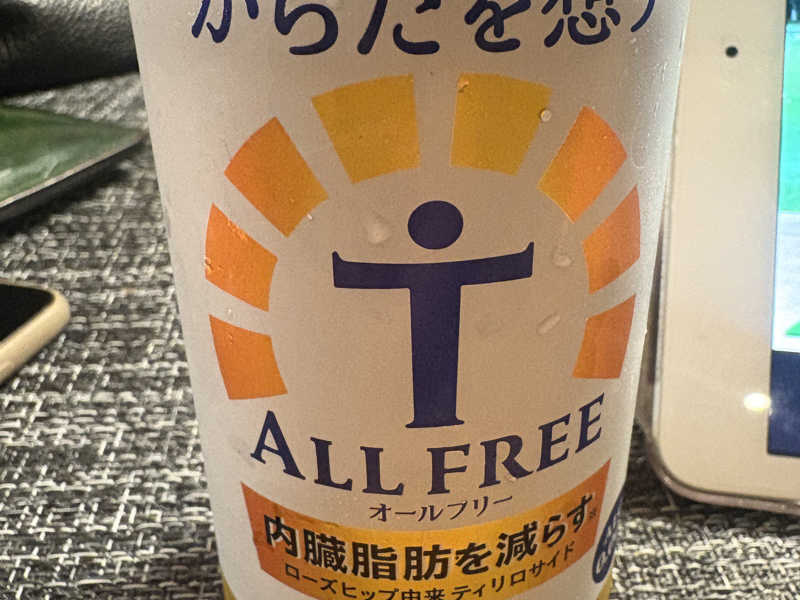 からだを想う
ALL FREE
オールフリー
内臓脂肪を減らす※
ローズヒップ由来 ティリロサイド